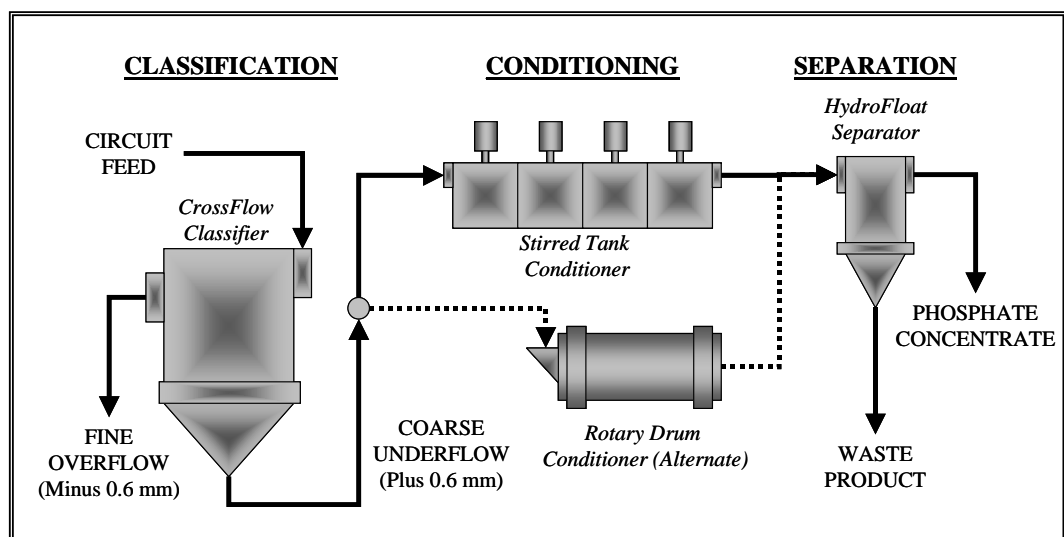 CLASSIFICATION
CONDITIONING
SEPARATION
CIRCUIT
FEED
CrossFlow
Classifier
FINE
OVERFLOW
(Minus 0.6 mm)
COARSE
UNDERFLOW
(Plus 0.6 mm)
Stirred Tank
Conditioner
Rotary Drum
Conditioner (Alternate)
HydroFloat
Separator
PHOSPHATE
CONCENTRATE
WASTE
PRODUCT